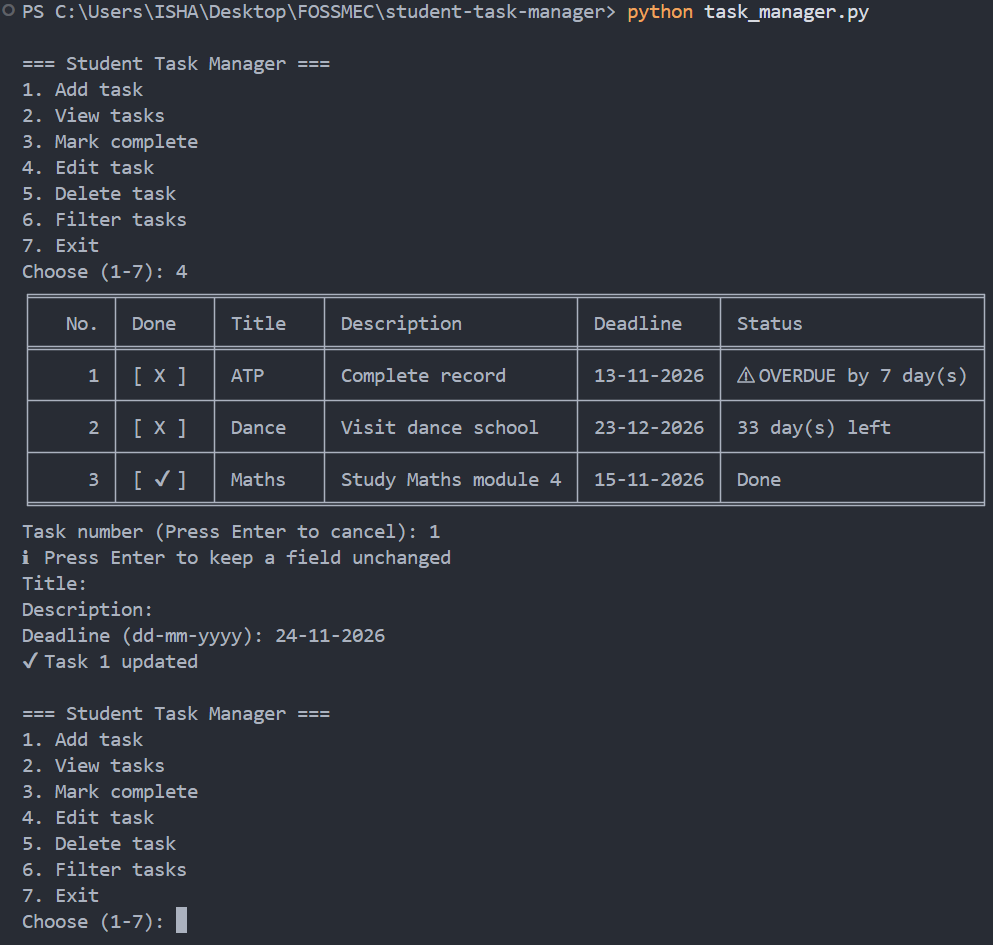 PS C:\Users\ISHA\Desktop\FOSSMEC\student-task-manager> python task_manager.py
=== Student Task Manager ===
1. Add task
2. View tasks
3. Mark complete
4. Edit task
5. Delete task
6. Filter tasks
7. Exit
Choose (1-7): 4
No. Done Title Description Deadline Status
1 [ X ] ATP Complete record 13-11-2026 ⚠ OVERDUE by 7 day(s)
2 [ X ] Dance Visit dance school 23-12-2026 33 day(s) left
3 [ ✓ ] Maths Study Maths module 4 15-11-2026 Done
Task number (Press Enter to cancel): 1
ℹ Press Enter to keep a field unchanged
Title:
Description:
Deadline (dd-mm-yyyy): 24-11-2026
✓ Task 1 updated
=== Student Task Manager ===
1. Add task
2. View tasks
3. Mark complete
4. Edit task
5. Delete task
6. Filter tasks
7. Exit
Choose (1-7):